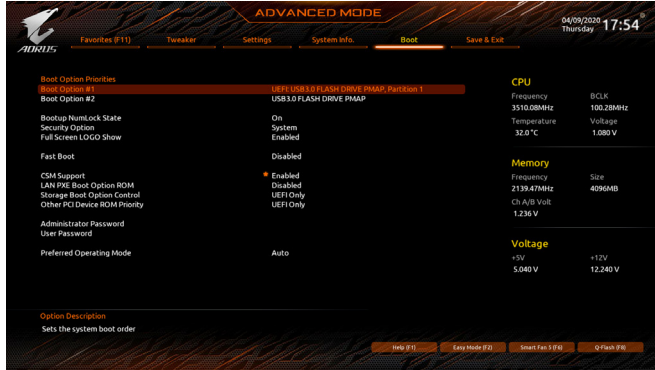 ADVANCED MODE
04/09/2020
Thursday 17:54
AORUS
Favorites (F11) Tweaker Settings System Info. Boot Save & Exit
Boot Option Priorities
Boot Option #1 UEFI: USB3.0 FLASH DRIVE PMAP, Partition 1
Boot Option #2 USB3.0 FLASH DRIVE PMAP
Bootup NumLock State On
Security Option System
Full Screen LOGO Show Enabled
Fast Boot Disabled
CSM Support Enabled
LAN PXE Boot Option ROM Disabled
Storage Boot Option Control UEFI Only
Other PCI Device ROM Priority UEFI Only
Administrator Password
User Password
Preferred Operating Mode Auto
CPU
Frequency BCLK
3510.08MHz 100.28MHz
Temperature Voltage
32.0 °C 1.080 V
Memory
Frequency Size
2139.47MHz 4096MB
Ch A/B Volt
1.236 V
Voltage
+5V +12V
5.040 V 12.240 V
Option Description
Sets the system boot order
Help (F1) Easy Mode (F2) Smart Fan 5 (F6) Q-Flash (F8)